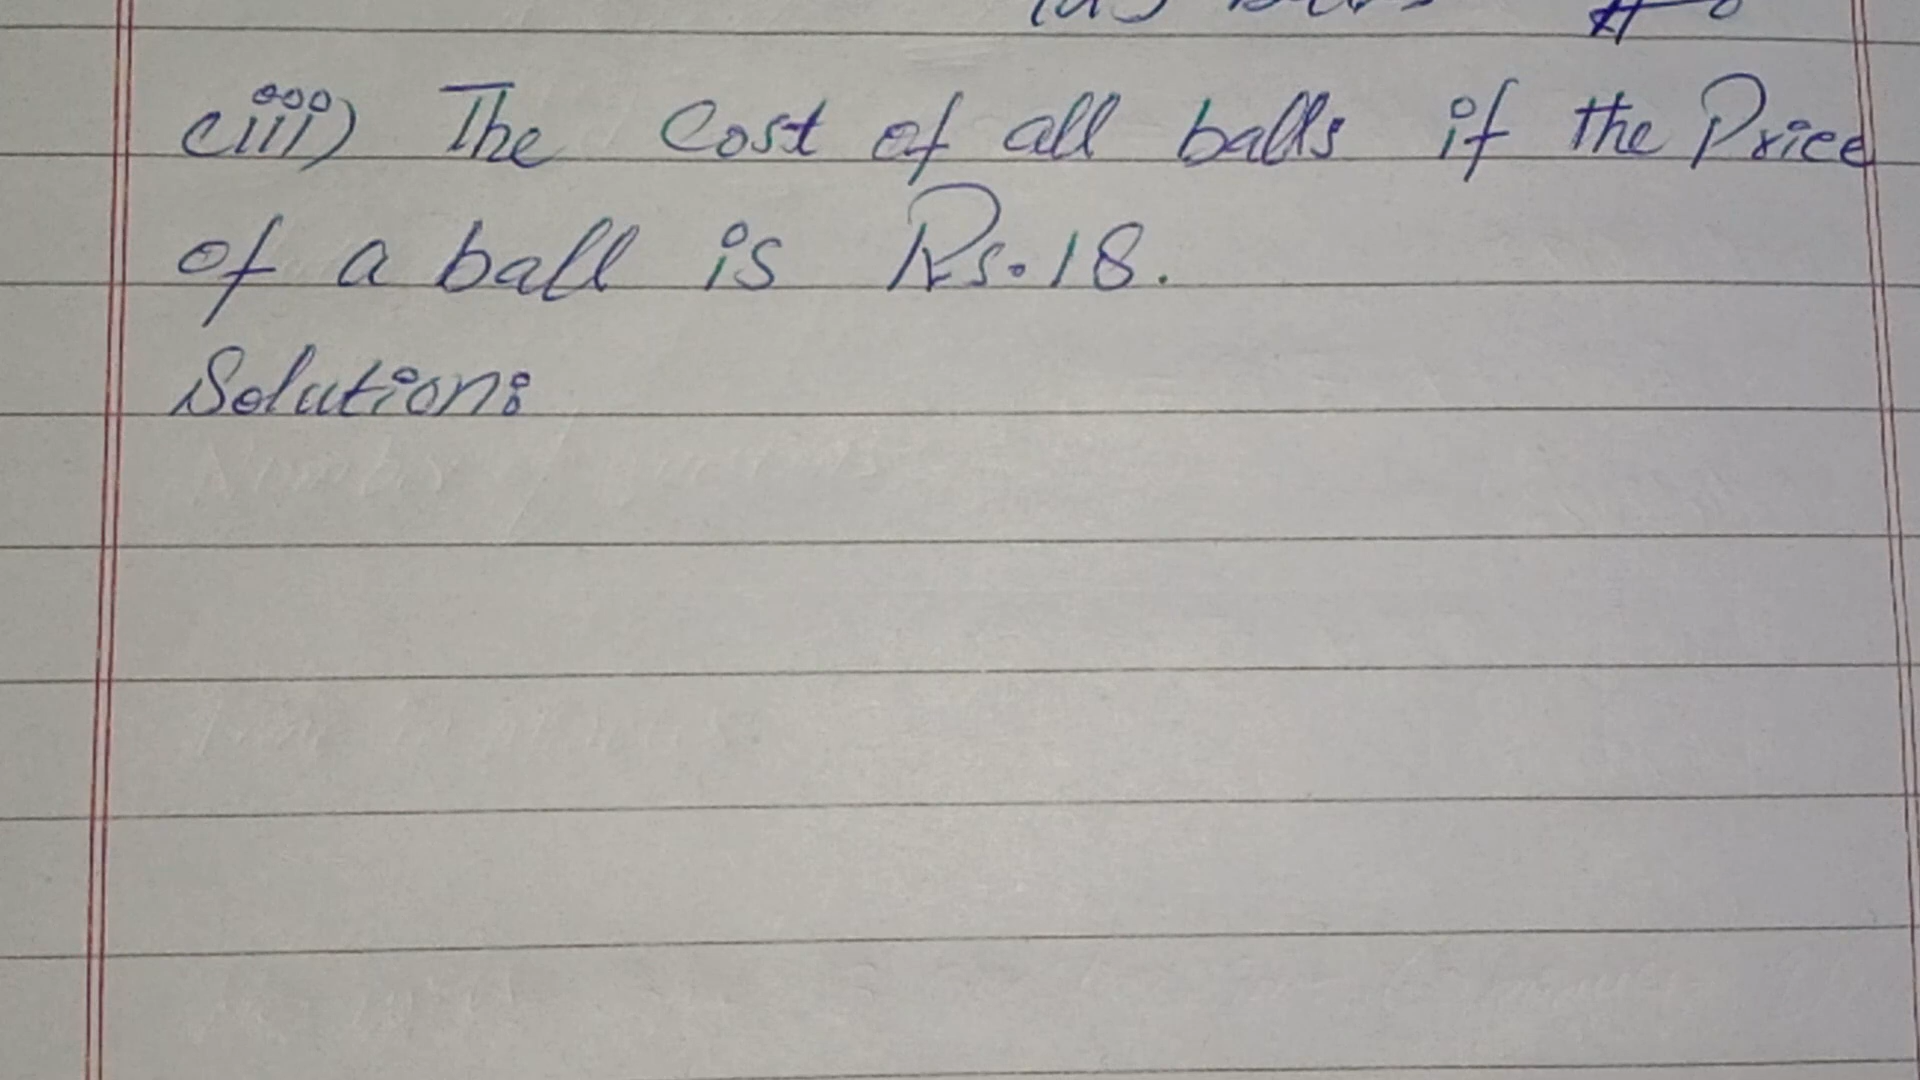 (iii) The Cost of all balls if the Price
of a ball is Rs.18.
Solution: